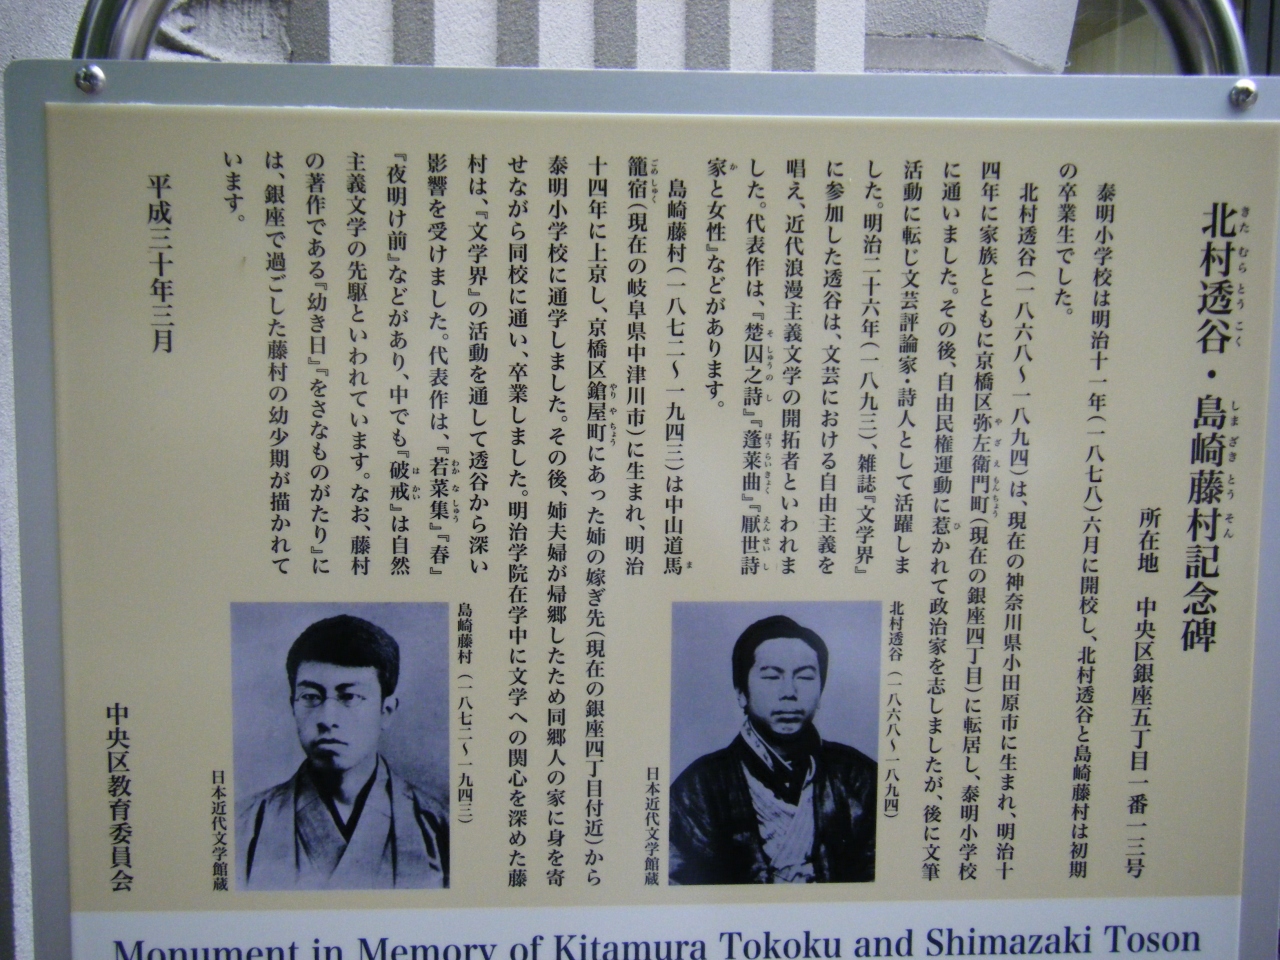 北村透谷・島崎藤村記念碑
所在地　中央区銀座五丁目一番一三号
泰明小学校は明治十一年(一八七八)六月に開校し、北村透谷と島崎藤村は初期
の卒業生でした。
北村透谷(一八六八〜一八九四)は、現在の神奈川県小田原市に生まれ、明治十
四年に家族とともに京橋区弥左衛門町(現在の銀座四丁目)に転居し、泰明小学校
に通いました。その後、自由民権運動に惹かれて政治家を志しましたが、後に文筆
活動に転じ文芸評論家・詩人として活躍しま
した。明治二十六年(一八九三)、雑誌『文学界』
に参加した透谷は、文芸における自由主義を
唱え、近代浪漫主義文学の開拓者といわれま
した。代表作は、『楚囚之詩』『蓬莱曲』『厭世詩
家と女性』などがあります。
島崎藤村(一八七二〜一九四三)は中山道馬
籠宿(現在の岐阜県中津川市)に生まれ、明治
十四年に上京し、京橋区鎗屋町にあった姉の嫁ぎ先(現在の銀座四丁目付近)から
泰明小学校に通学しました。その後、姉夫婦が帰郷したため同郷人の家に身を寄
せながら同校に通い、卒業しました。明治学院在学中に文学への関心を深めた藤
村は、『文学界』の活動を通して透谷から深い
影響を受けました。代表作は、『若菜集』『春』
『夜明け前』などがあり、中でも『破戒』は自然
主義文学の先駆といわれています。なお、藤村
の著作である『幼き日』『をさなものがたり』に
は、銀座で過ごした藤村の幼少期が描かれて
います。
平成三十年三月
中央区教育委員会
北村透谷(一八六八〜一八九四)
日本近代文学館蔵
島崎藤村(一八七二〜一九四三)
日本近代文学館蔵
Monument in Memory of Kitamura Tokoku and Shimazaki Toson